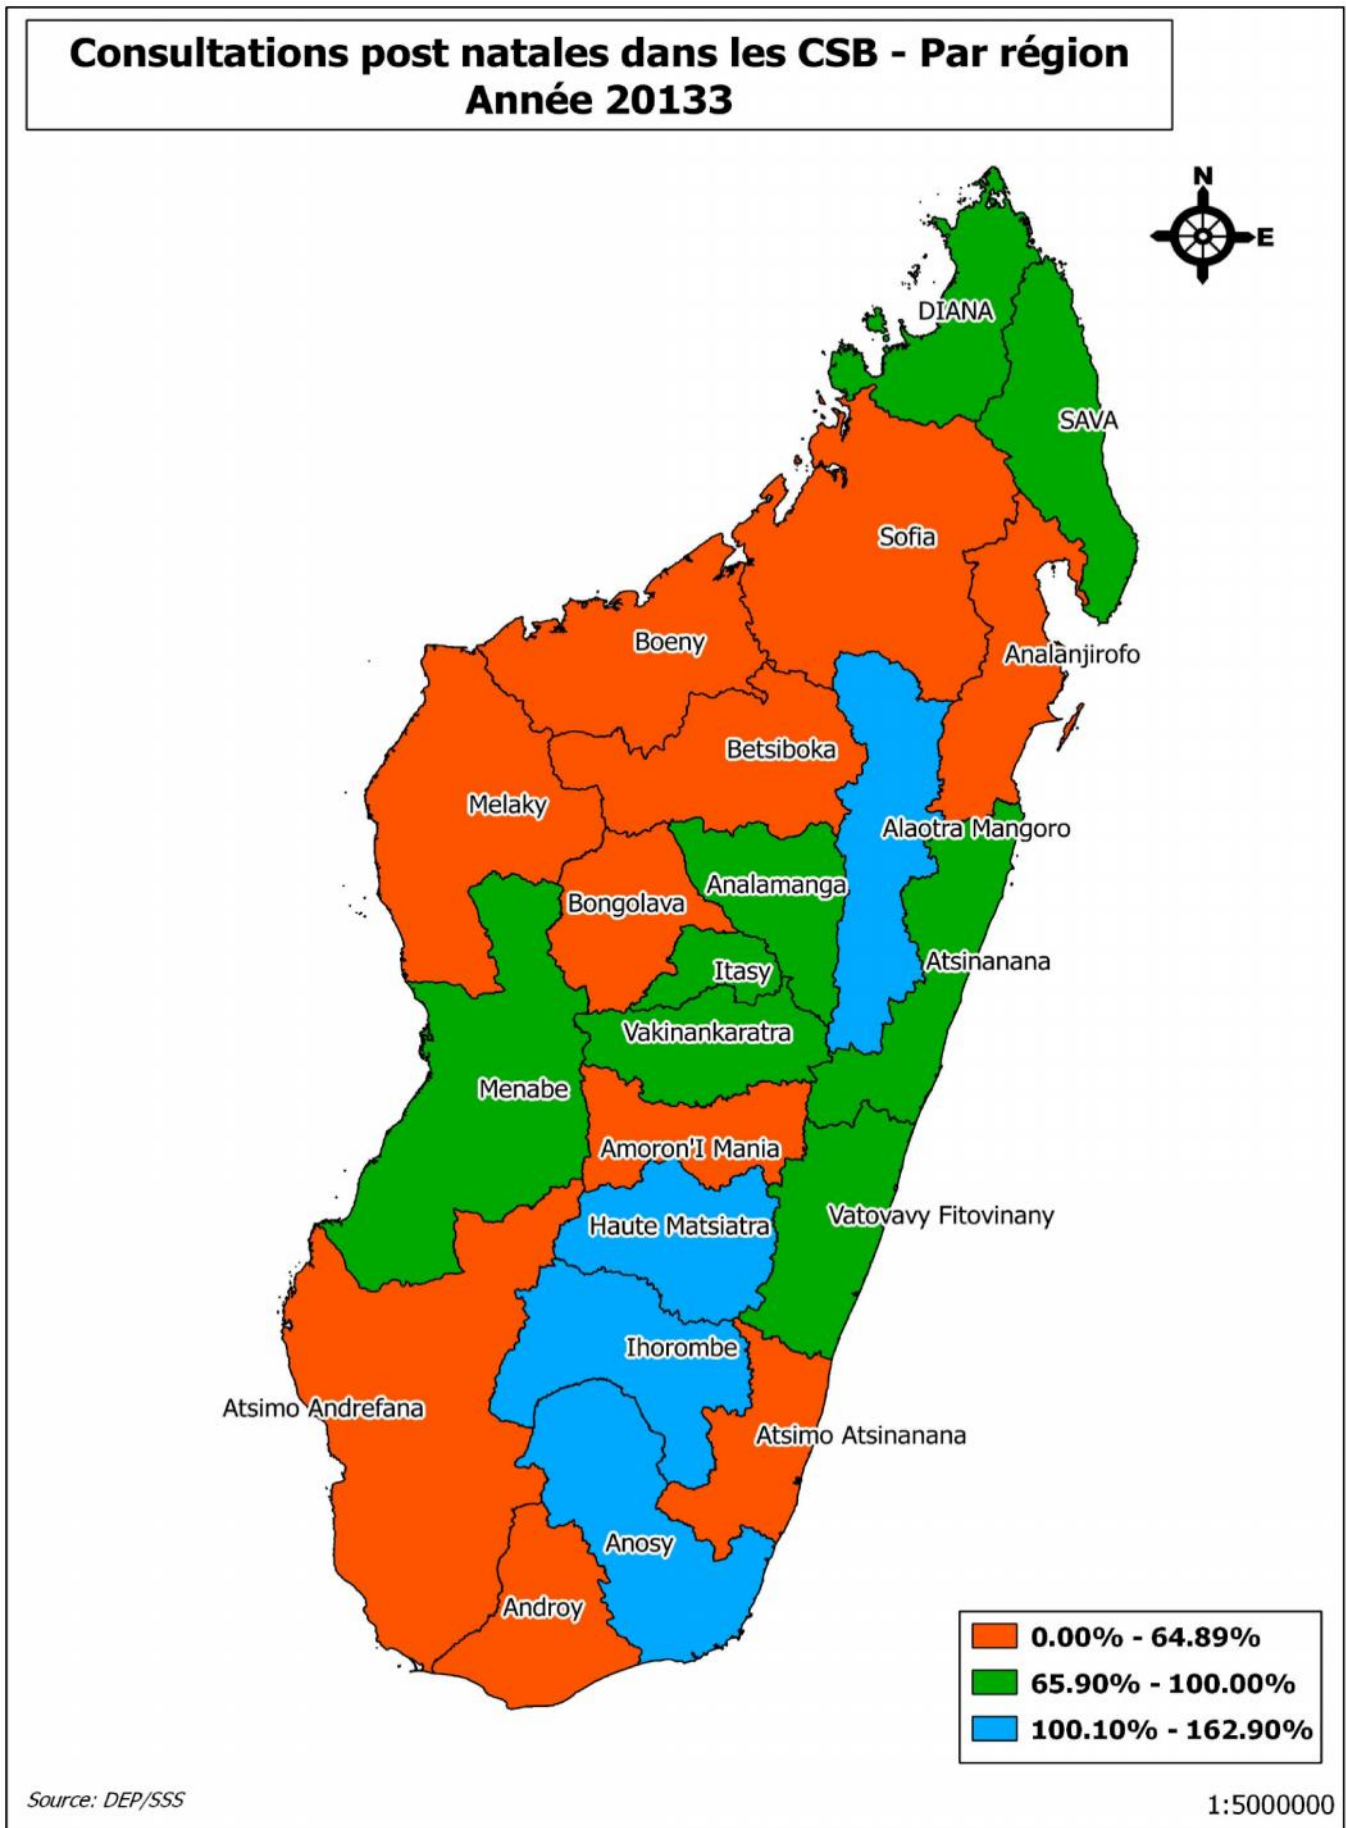 Consultations post natales dans les CSB - Par région
Année 20133
N
E
DIANA
SAVA
Sofia
Boeny
Analanjirofo
Betsiboka
Melaky
Alaotra Mangoro
Analamanga
Bongolava
Atsinanana
Itasy
Vakinankaratra
Menabe
Amoron'I Mania
Vatovavy Fitovinany
Haute Matsiatra
Ihorombe
Atsimo Andrefana
Atsimo Atsinanana
Anosy
Androy
0.00% - 64.89%
65.90% - 100.00%
100.10% - 162.90%
Source: DEP/SSS
1:5000000